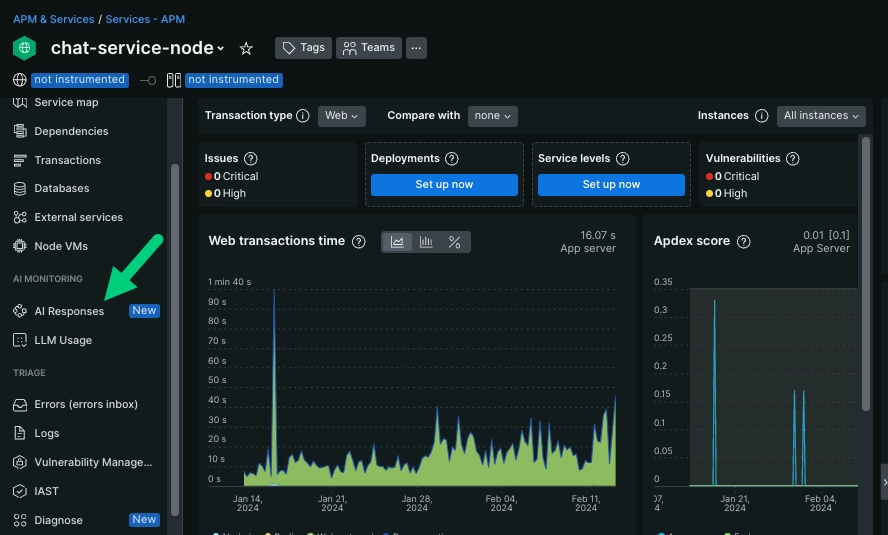 APM & Services / Services - APM
chat-service-node
Tags
Teams
...
not instrumented
not instrumented
Service map
Dependencies
Transactions
Databases
External services
Node VMs
AI MONITORING
AI Responses New
LLM Usage
TRIAGE
Errors (errors inbox)
Logs
Vulnerability Manage...
IAST
Diagnose New
Transaction type Web
Compare with none
Instances All instances
Issues
0 Critical
0 High
Deployments
Set up now
Service levels
Set up now
Vulnerabilities
0 Critical
0 High
Web transactions time
16.07 s
App server
1 min 40 s
90 s
80 s
70 s
60 s
50 s
40 s
30 s
20 s
10 s
0 s
Jan 14, 2024
Jan 21, 2024
Jan 28, 2024
Feb 04, 2024
Feb 11, 2024
Apdex score
0.01 [0.1]
App Server
0.35
0.3
0.25
0.2
0.15
0.1
0.05
0
07,
4
Jan 21, 2024
Feb 04, 2024